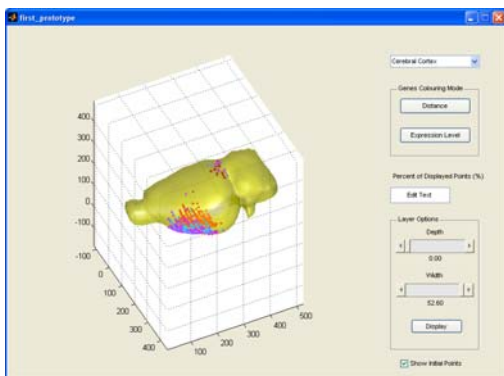 first_prototype
Cerebral Cortex
Genes Colouring Mode
Distance
Expression Level
Percent of Displayed Points (%)
Edit Text
Layer Options
Depth
0.00
Width
52.60
Display
Show Initial Points
400
300
200
100
0
-100
-100
0
100
200
300
400
100
200
300
400
500